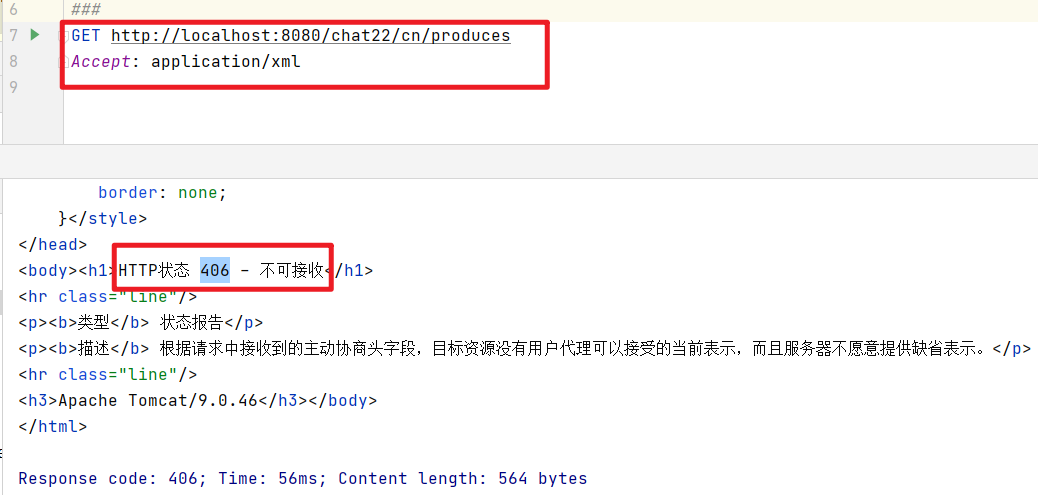 6 ###
7 GET http://localhost:8080/chat22/cn/produces
8 Accept: application/xml
9
border: none;
}</style>
</head>
<body><h1>HTTP状态 406 - 不可接收</h1>
<hr class="line"/>
<p><b>类型</b> 状态报告</p>
<p><b>描述</b> 根据请求中接收到的主动协商头字段，目标资源没有用户代理可以接受的当前表示，而且服务器不愿意提供缺省表示。</p>
<hr class="line"/>
<h3>Apache Tomcat/9.0.46</h3></body>
</html>
Response code: 406; Time: 56ms; Content length: 564 bytes